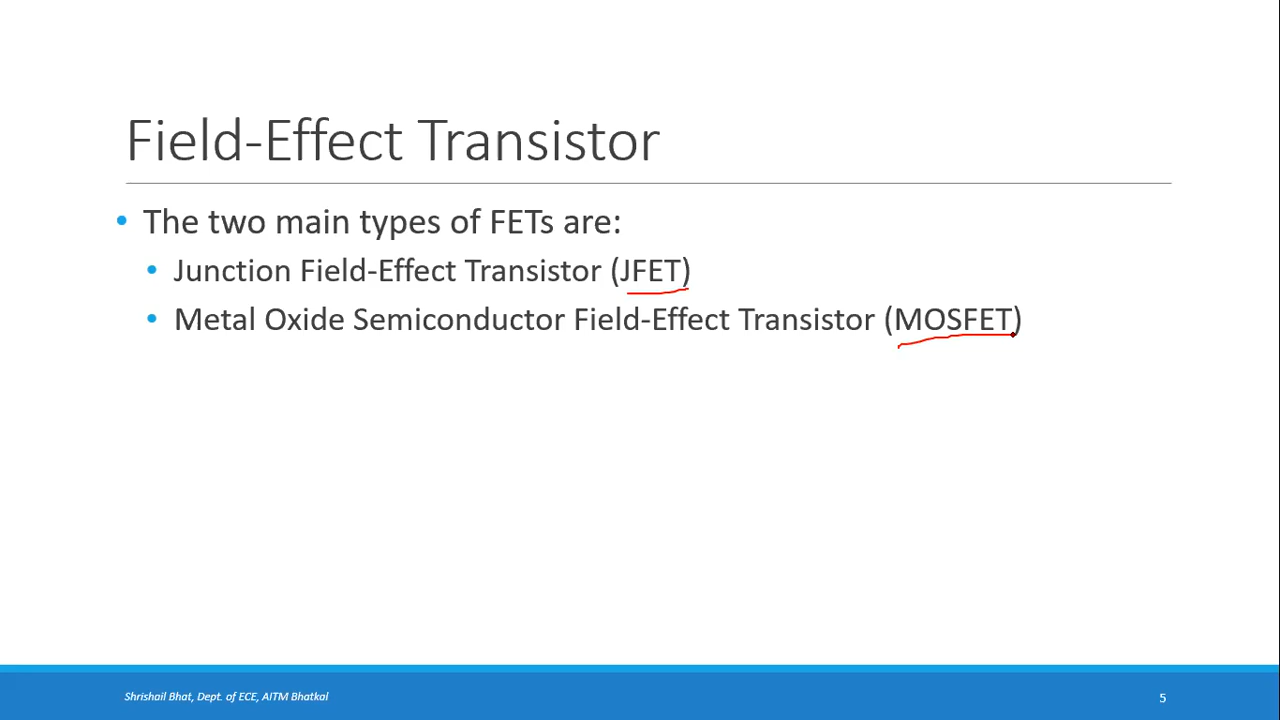 Field-Effect Transistor
• The two main types of FETs are:
• Junction Field-Effect Transistor (JFET)
• Metal Oxide Semiconductor Field-Effect Transistor (MOSFET)
Shrishail Bhat, Dept. of ECE, AITM Bhatkal
5